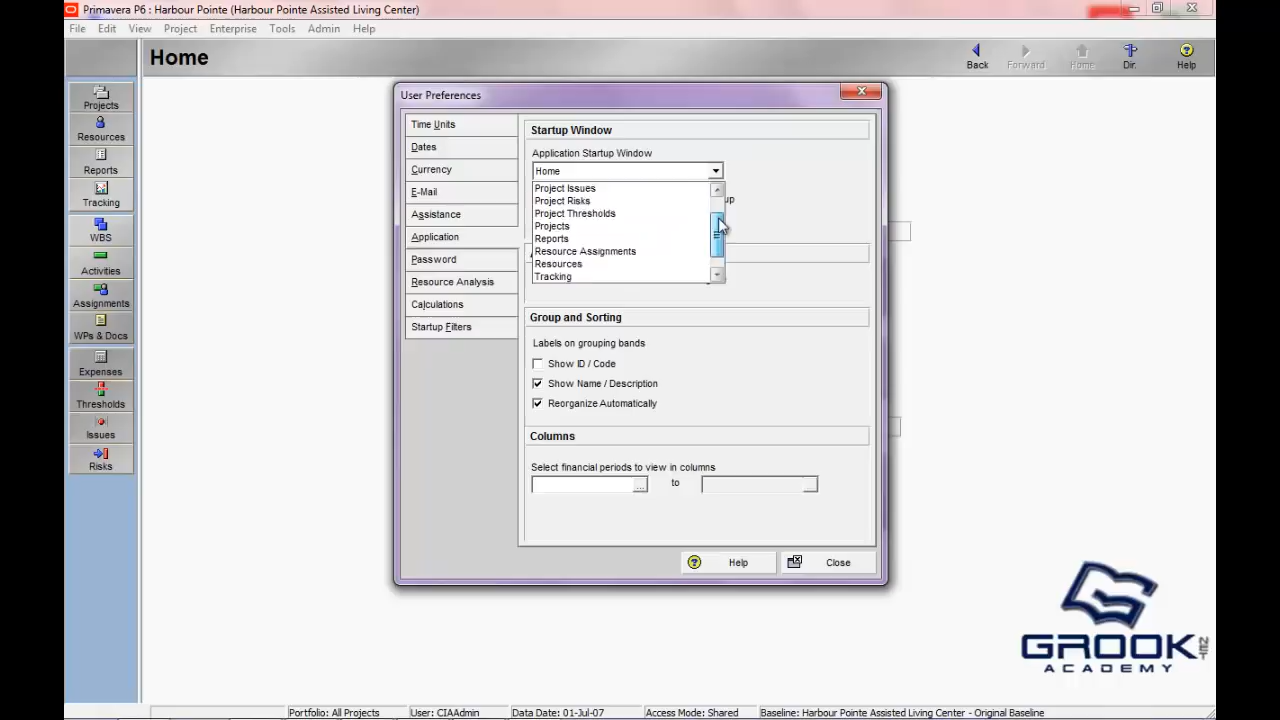 Primavera P6 : Harbour Pointe (Harbour Pointe Assisted Living Center)
File Edit View Project Enterprise Tools Admin Help
Home
Back Forward Home Dir. Help
Projects
Resources
Reports
Tracking
WBS
Activities
Assignments
WPs & Docs
Expenses
Thresholds
Issues
Risks
User Preferences
Time Units
Dates
Currency
E-Mail
Assistance
Application
Password
Resource Analysis
Calculations
Startup Filters
Startup Window
Application Startup Window
Home
Project Issues
Project Risks
up
Project Thresholds
Projects
Reports
Resource Assignments
Resources
Tracking
Group and Sorting
Labels on grouping bands
Show ID / Code
Show Name / Description
Reorganize Automatically
Columns
Select financial periods to view in columns
... to
Help Close
GROOK.NET
ACADEMY
Portfolio: All Projects User: CIAAdmin Data Date: 01-Jul-07 Access Mode: Shared Baseline: Harbour Pointe Assisted Living Center - Original Baseline